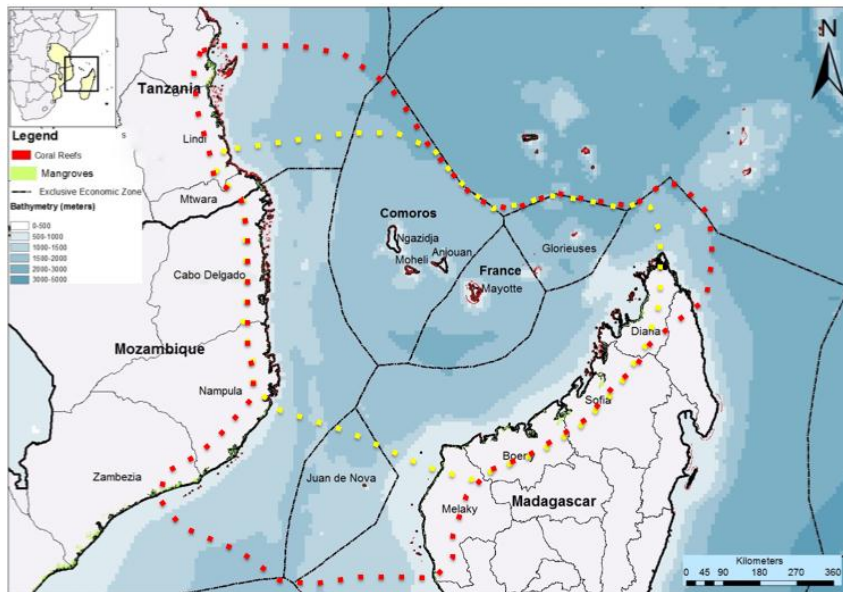 N
Tanzania
Lindi
Legend
Coral Reefs
Mangroves
Exclusive Economic Zone
Bathymetry (meters)
0-500
500-1000
1000-1500
1500-2000
2000-3000
3000-5000
Mtwara
Comoros
Ngazidja
Moheli
Anjouan
Glorieuses
France
Mayotte
Cabo Delgado
Mozambique
Diana
Nampula
Sofia
Boeny
Zambezia
Juan de Nova
Melaky
Madagascar
Kilometers
0 45 90 180 270 360